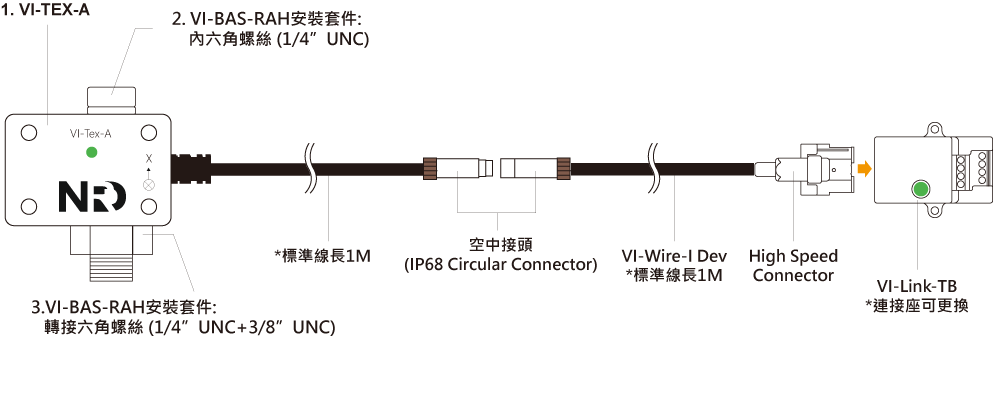 1. VI-TEX-A
2. VI-BAS-RAH安裝套件:
內六角螺絲 (1/4”UNC)
VI-Tex-A
X
NRD
*標準線長1M
空中接頭
(IP68 Circular Connector)
VI-Wire-I Dev
*標準線長1M
High Speed
Connector
VI-Link-TB
*連接座可更換
3.VI-BAS-RAH安裝套件:
轉接六角螺絲 (1/4”UNC+3/8”UNC)